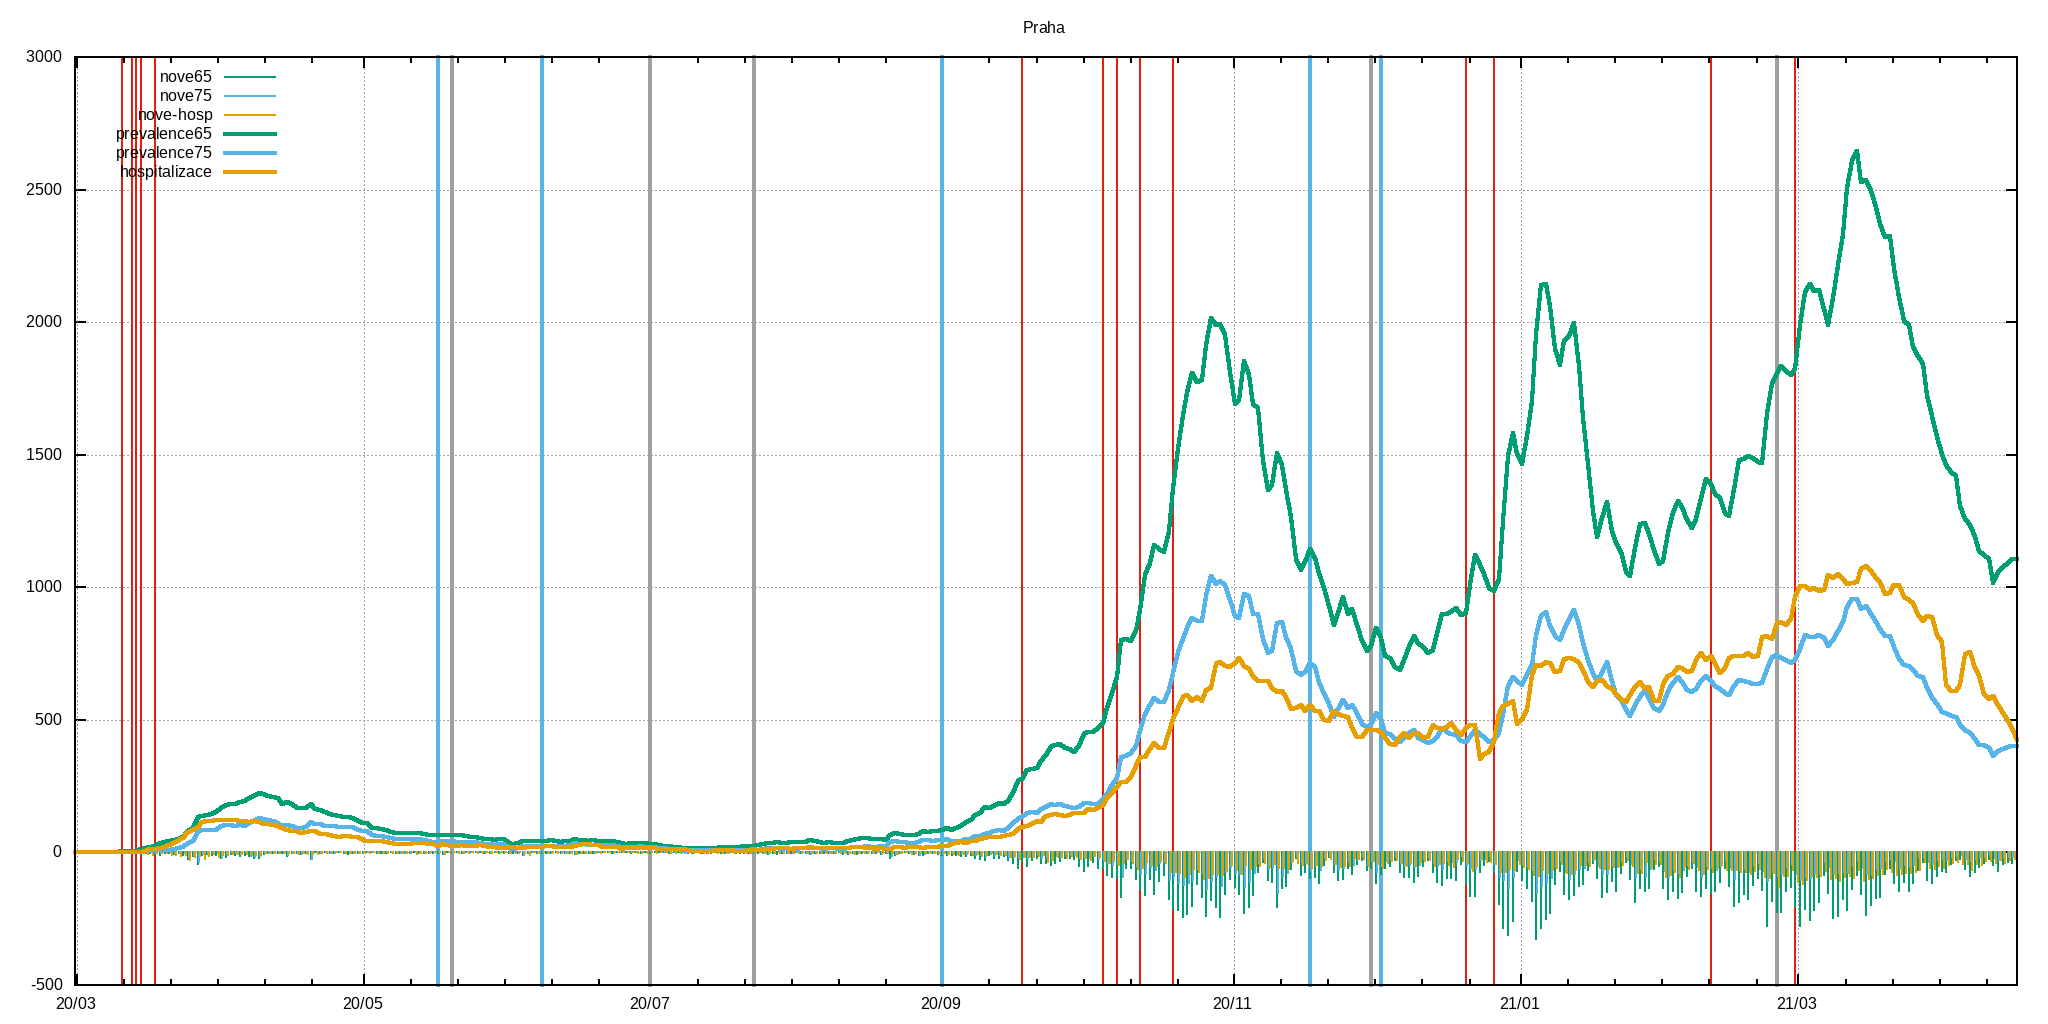 Praha
3000
nove65
nove75
nove-hosp
prevalence65
prevalence75
hospitalizace
2500
2000
1500
1000
500
0
-500
20/03 20/05 20/07 20/09 20/11 21/01 21/03